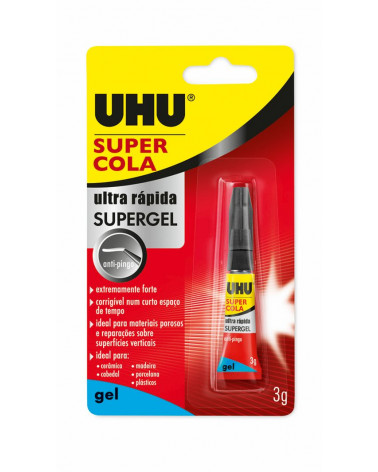 UHU®
SUPER
COLA
ultra rápida
SUPERGEL
anti-pingo
• extremamente forte
• corrigível num curto espaço
de tempo
• ideal para materiais porosos
e reparações sobre
superfícies verticais
• ideal para:
• cerâmica • madeira
• cabedal • porcelana
• plásticos
gel
3g
UHU
SUPER
COLA
ultra rápida
SUPERGEL
anti-pingo
3g
gel